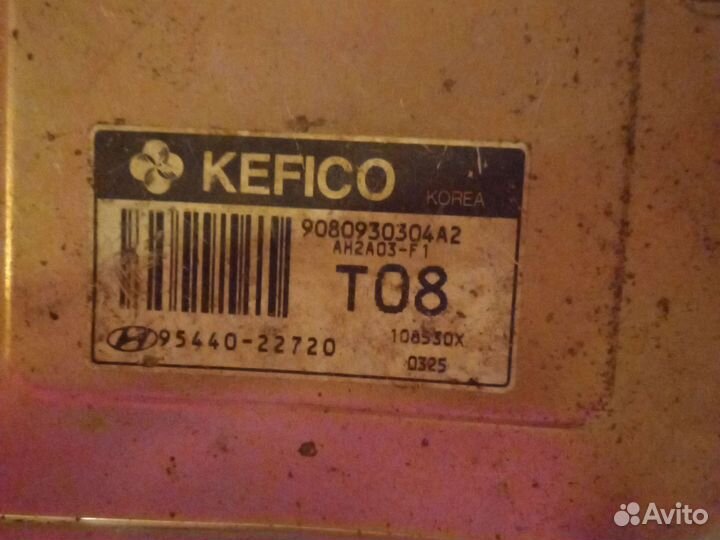 KEFICO
KOREA
9080930304A2
AH2A03-F1
T08
95440-22720
108530X
0325
Avito